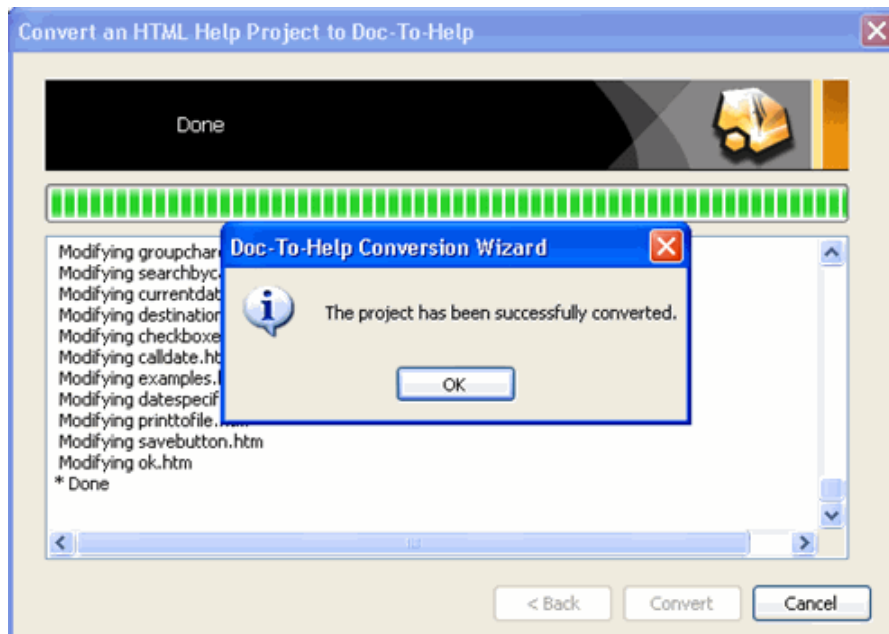 Convert an HTML Help Project to Doc-To-Help
Done
Modifying groupchar
Modifying searchbyc
Modifying currentdat
Modifying destination
Modifying checkboxe
Modifying calldate.ht
Modifying examples.
Modifying datespecif
Modifying printtofile.
Modifying savebutton.htm
Modifying ok.htm
* Done
Doc-To-Help Conversion Wizard
The project has been successfully converted.
OK
< Back
Convert
Cancel